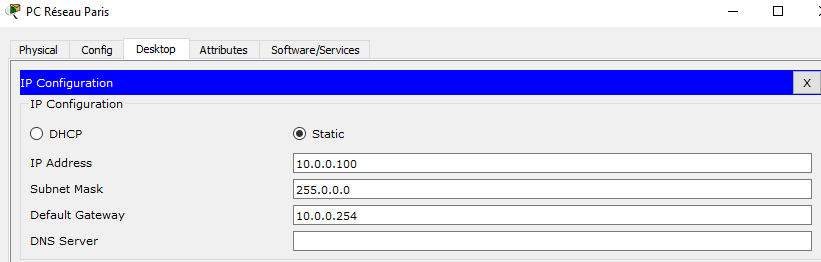 PC Réseau Paris
Physical Config Desktop Attributes Software/Services
IP Configuration X
IP Configuration
DHCP Static
IP Address 10.0.0.100
Subnet Mask 255.0.0.0
Default Gateway 10.0.0.254
DNS Server